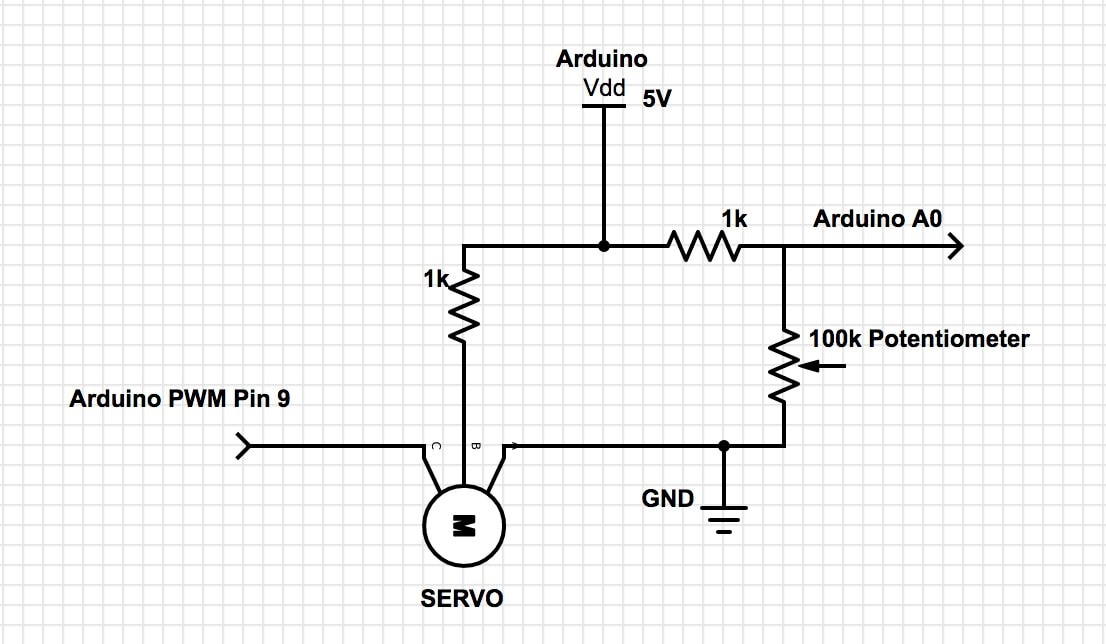 Arduino
Vdd
5V
1k
Arduino A0
1k
100k Potentiometer
Arduino PWM Pin 9
C
B
A
M
GND
SERVO